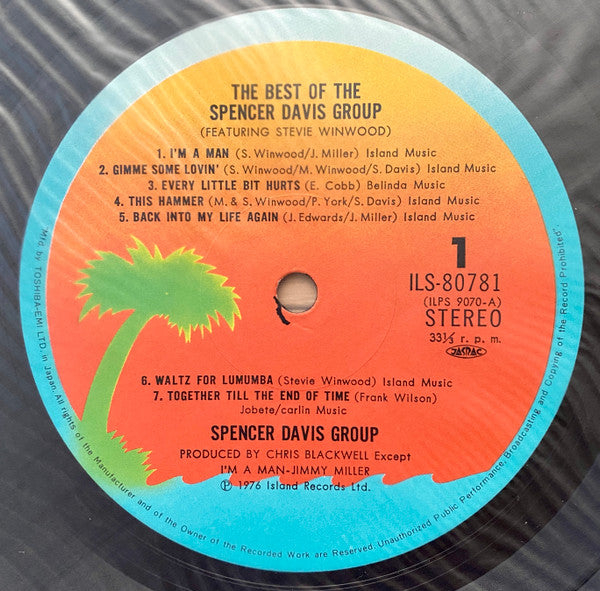 THE BEST OF THE
SPENCER DAVIS GROUP
(FEATURING STEVIE WINWOOD)
1. I'M A MAN (S. Winwood/J. Miller) Island Music
2. GIMME SOME LOVIN' (S. Winwood/M. Winwood/S. Davis) Island Music
3. EVERY LITTLE BIT HURTS (E. Cobb) Belinda Music
4. THIS HAMMER (M. & S. Winwood/P. York/S. Davis) Island Music
5. BACK INTO MY LIFE AGAIN (J. Edwards/J. Miller) Island Music
1
ILS-80781
(ILPS 9070-A)
STEREO
33⅓ r. p. m.
JASRAC
6. WALTZ FOR LUMUMBA (Stevie Winwood) Island Music
7. TOGETHER TILL THE END OF TIME (Frank Wilson)
Jobete/carlin Music
SPENCER DAVIS GROUP
PRODUCED BY CHRIS BLACKWELL Except
I'M A MAN-JIMMY MILLER
℗ 1976 Island Records Ltd.
Mfd. by TOSHIBA-EMI LTD. in Japan. All rights of the Manufacturer and of the Owner of the Recorded Work are Reserved. Unauthorized Public Performance, Broadcasting and Copying of the Record Prohibited.